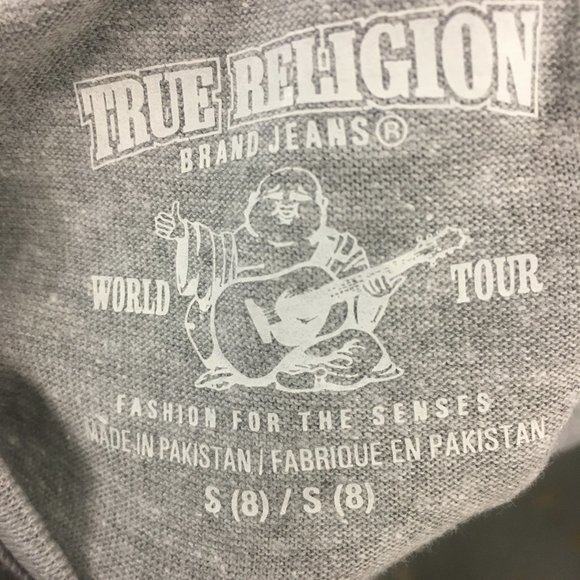 TRUE RELIGION
BRAND JEANS®
WORLD TOUR
FASHION FOR THE SENSES
MADE IN PAKISTAN / FABRIQUE EN PAKISTAN
S (8) / S (8)